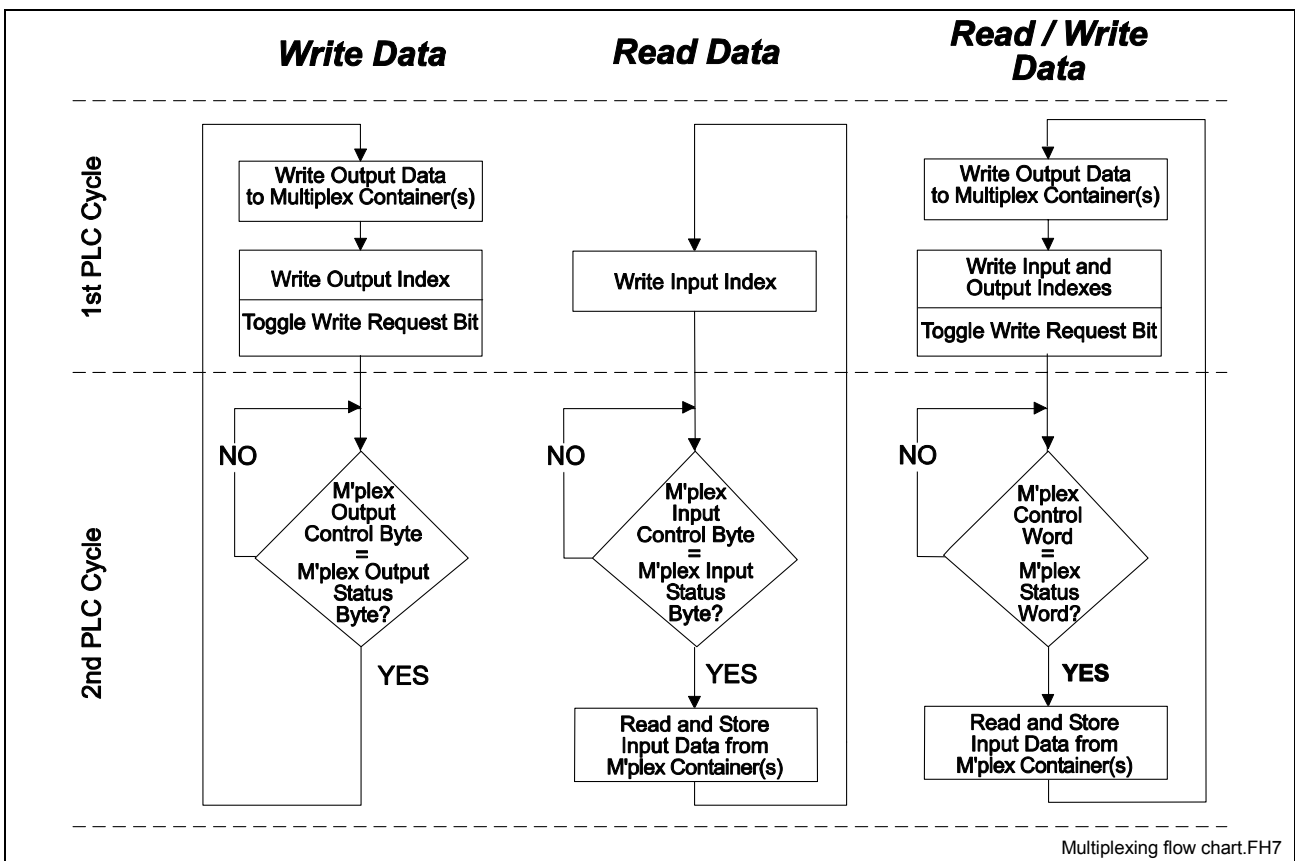 Write Data
Read Data
Read / Write
Data
1st PLC Cycle
Write Output Data
to Multiplex Container(s)
Write Output Index
Toggle Write Request Bit
Write Input Index
Write Output Data
to Multiplex Container(s)
Write Input and
Output Indexes
Toggle Write Request Bit
2nd PLC Cycle
NO
M'plex
Output
Control Byte
=
M'plex Output
Status
Byte?
YES
NO
M'plex
Input
Control Byte
=
M'plex Input
Status
Byte?
YES
Read and Store
Input Data from
M'plex Container(s)
NO
M'plex
Control
Word
=
M'plex
Status
Word?
YES
Read and Store
Input Data from
M'plex Container(s)
Multiplexing flow chart.FH7